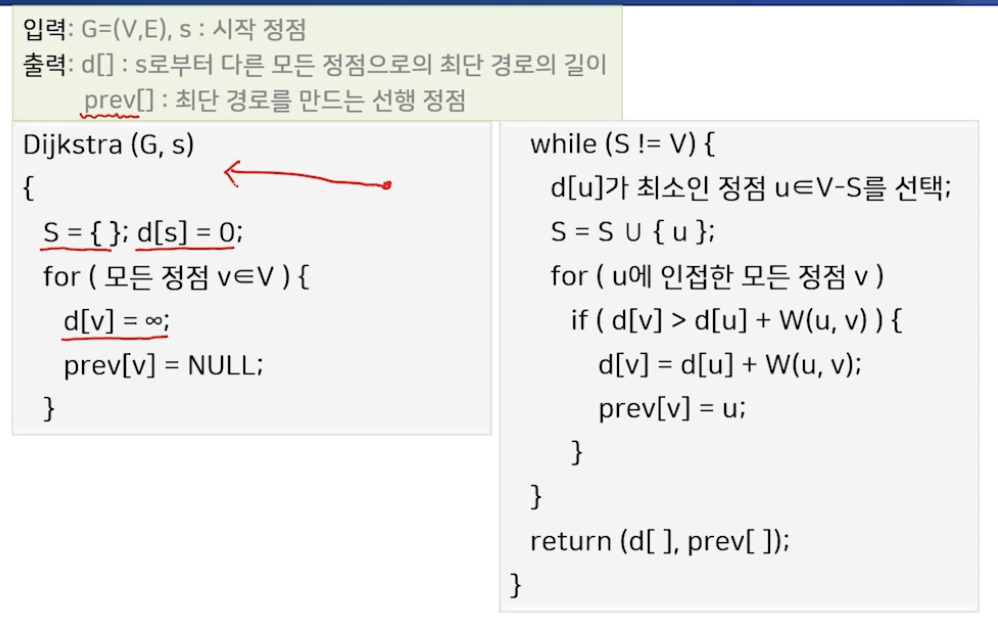 입력: G=(V,E), s : 시작 정점
출력: d[] : s로부터 다른 모든 정점으로의 최단 경로의 길이
prev[] : 최단 경로를 만드는 선행 정점
Dijkstra (G, s)
{
S = { }; d[s] = 0;
for ( 모든 정점 v∈V ) {
d[v] = ∞;
prev[v] = NULL;
}
while (S != V) {
d[u]가 최소인 정점 u∈V-S를 선택;
S = S ∪ { u };
for ( u에 인접한 모든 정점 v )
if ( d[v] > d[u] + W(u, v) ) {
d[v] = d[u] + W(u, v);
prev[v] = u;
}
}
return (d[ ], prev[ ]);
}